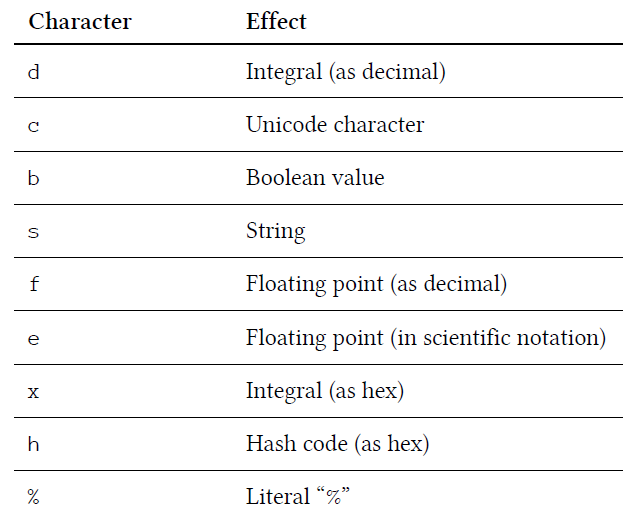 Character Effect
d Integral (as decimal)
c Unicode character
b Boolean value
s String
f Floating point (as decimal)
e Floating point (in scientific notation)
x Integral (as hex)
h Hash code (as hex)
% Literal “%”